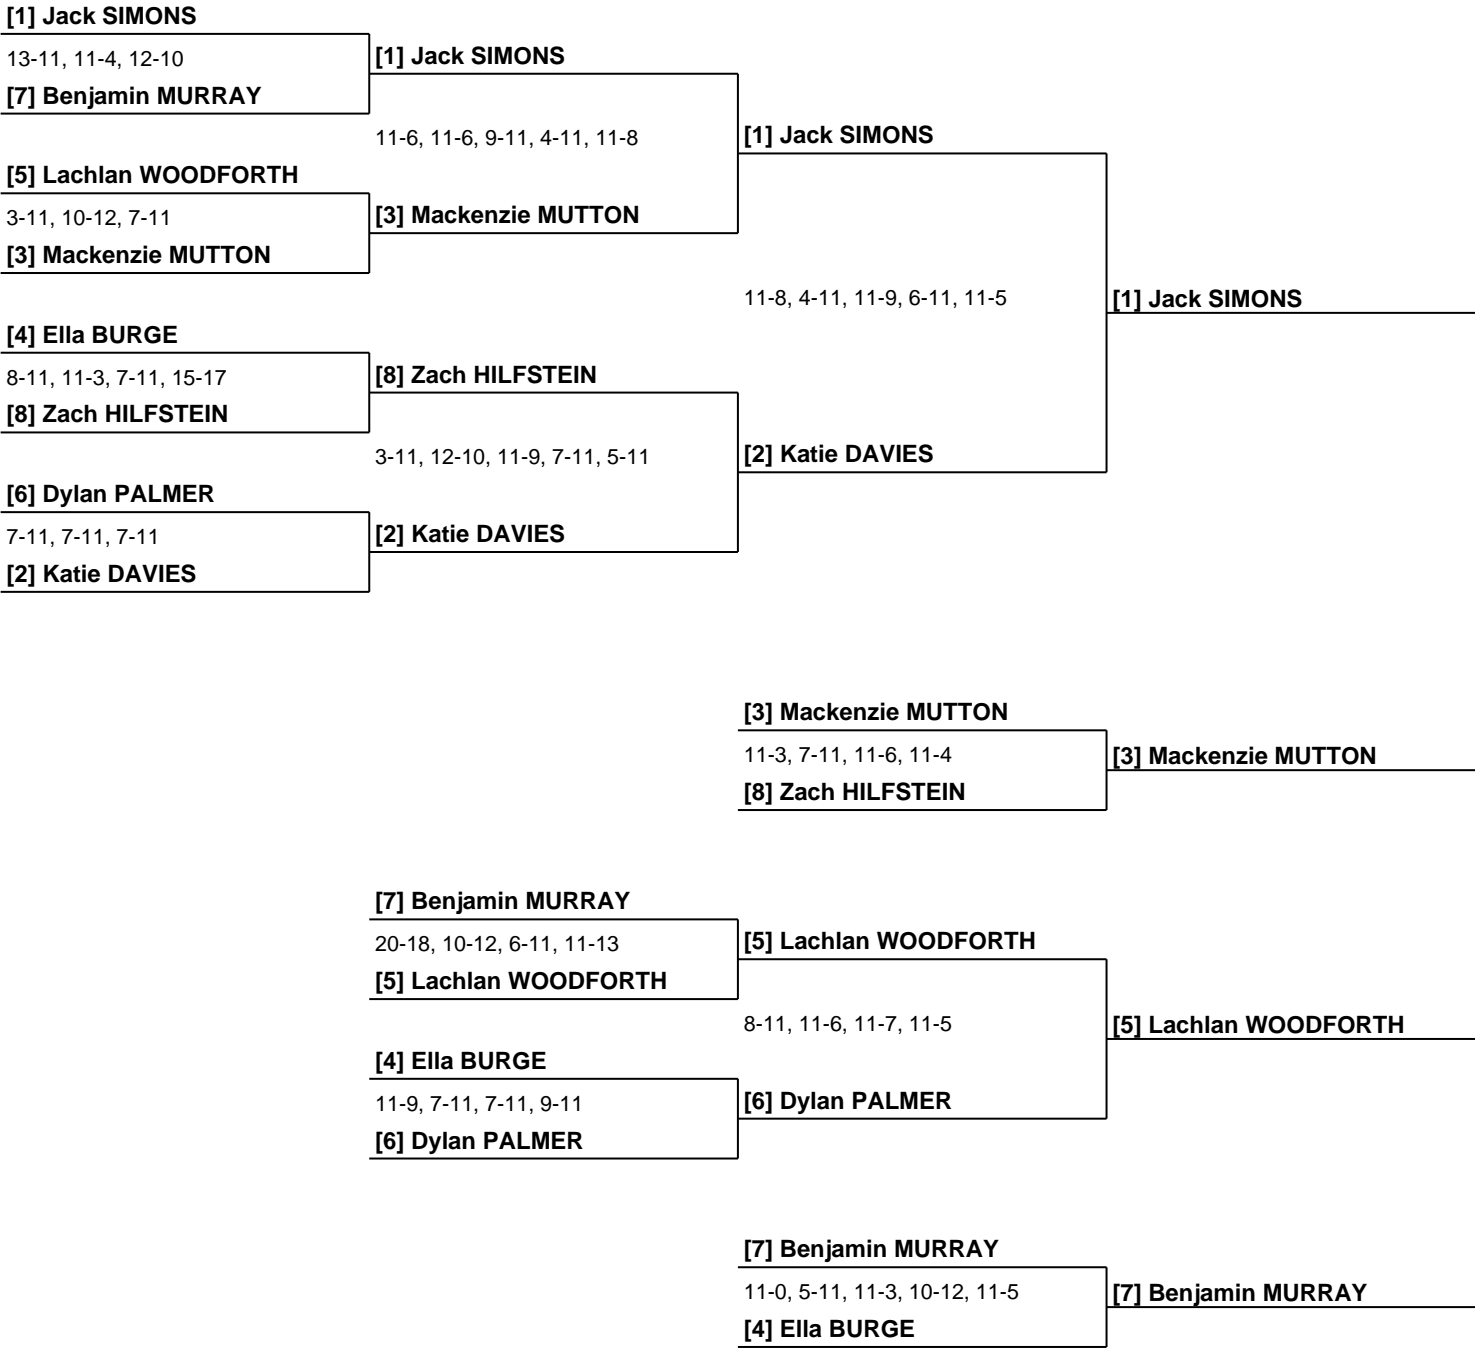 [1] Jack SIMONS
13-11, 11-4, 12-10
[1] Jack SIMONS
[7] Benjamin MURRAY
11-6, 11-6, 9-11, 4-11, 11-8
[1] Jack SIMONS
[5] Lachlan WOODFORTH
3-11, 10-12, 7-11
[3] Mackenzie MUTTON
[3] Mackenzie MUTTON
11-8, 4-11, 11-9, 6-11, 11-5
[1] Jack SIMONS
[4] Ella BURGE
8-11, 11-3, 7-11, 15-17
[8] Zach HILFSTEIN
[8] Zach HILFSTEIN
3-11, 12-10, 11-9, 7-11, 5-11
[2] Katie DAVIES
[6] Dylan PALMER
7-11, 7-11, 7-11
[2] Katie DAVIES
[2] Katie DAVIES
[3] Mackenzie MUTTON
11-3, 7-11, 11-6, 11-4
[3] Mackenzie MUTTON
[8] Zach HILFSTEIN
[7] Benjamin MURRAY
20-18, 10-12, 6-11, 11-13
[5] Lachlan WOODFORTH
[5] Lachlan WOODFORTH
8-11, 11-6, 11-7, 11-5
[5] Lachlan WOODFORTH
[4] Ella BURGE
11-9, 7-11, 7-11, 9-11
[6] Dylan PALMER
[6] Dylan PALMER
[7] Benjamin MURRAY
11-0, 5-11, 11-3, 10-12, 11-5
[7] Benjamin MURRAY
[4] Ella BURGE